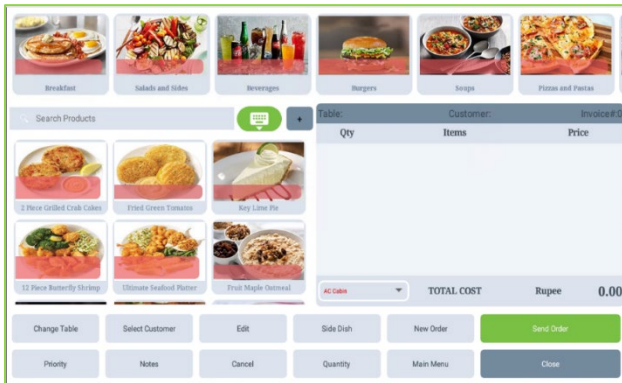 Breakfast
Salads and Sides
Beverages
Burgers
Soups
Pizzas and Pastas
Search Products
+
Table:
Customer:
Invoice#:0
Qty
Items
Price
2 Piece Grilled Crab Cakes
Fried Green Tomatos
Key Lime Pie
12 Piece Butterfly Shrimp
Ultimate Seafood Platter
Fruit Maple Oatmeal
AC Cabin
TOTAL COST
Rupee
0.00
Change Table
Select Customer
Edit
Side Dish
New Order
Send Order
Priority
Notes
Cancel
Quantity
Main Menu
Close